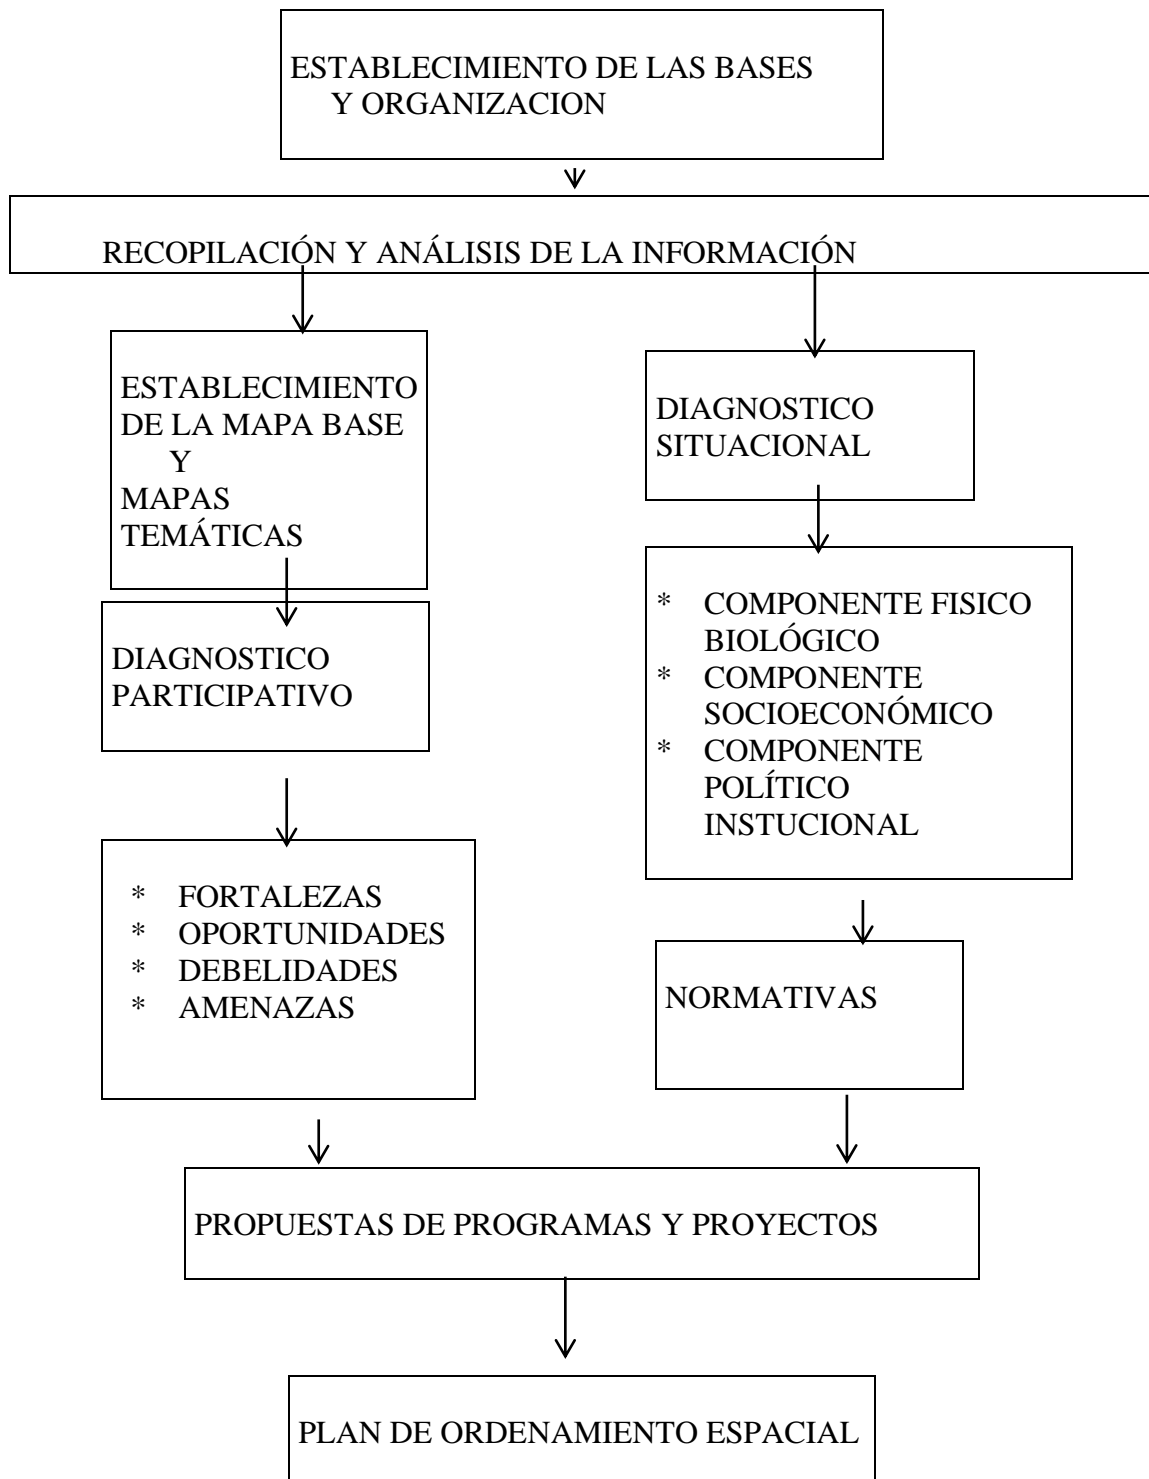 ESTABLECIMIENTO DE LAS BASES
Y ORGANIZACION
RECOPILACIÓN Y ANÁLISIS DE LA INFORMACIÓN
ESTABLECIMIENTO
DE LA MAPA BASE
Y
MAPAS
TEMÁTICAS
DIAGNOSTICO
PARTICIPATIVO
* FORTALEZAS
* OPORTUNIDADES
* DEBELIDADES
* AMENAZAS
DIAGNOSTICO
SITUACIONAL
* COMPONENTE FISICO
BIOLÓGICO
* COMPONENTE
SOCIOECONÓMICO
* COMPONENTE
POLÍTICO
INSTUCIONAL
NORMATIVAS
PROPUESTAS DE PROGRAMAS Y PROYECTOS
PLAN DE ORDENAMIENTO ESPACIAL